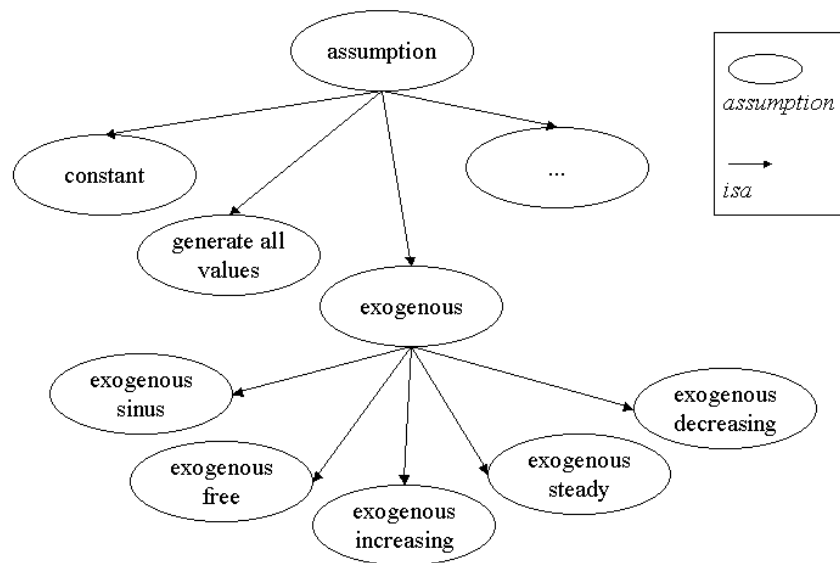 assumption
assumption
constant
...
isa
generate all
values
exogenous
exogenous
sinus
exogenous
decreasing
exogenous
free
exogenous
steady
exogenous
increasing